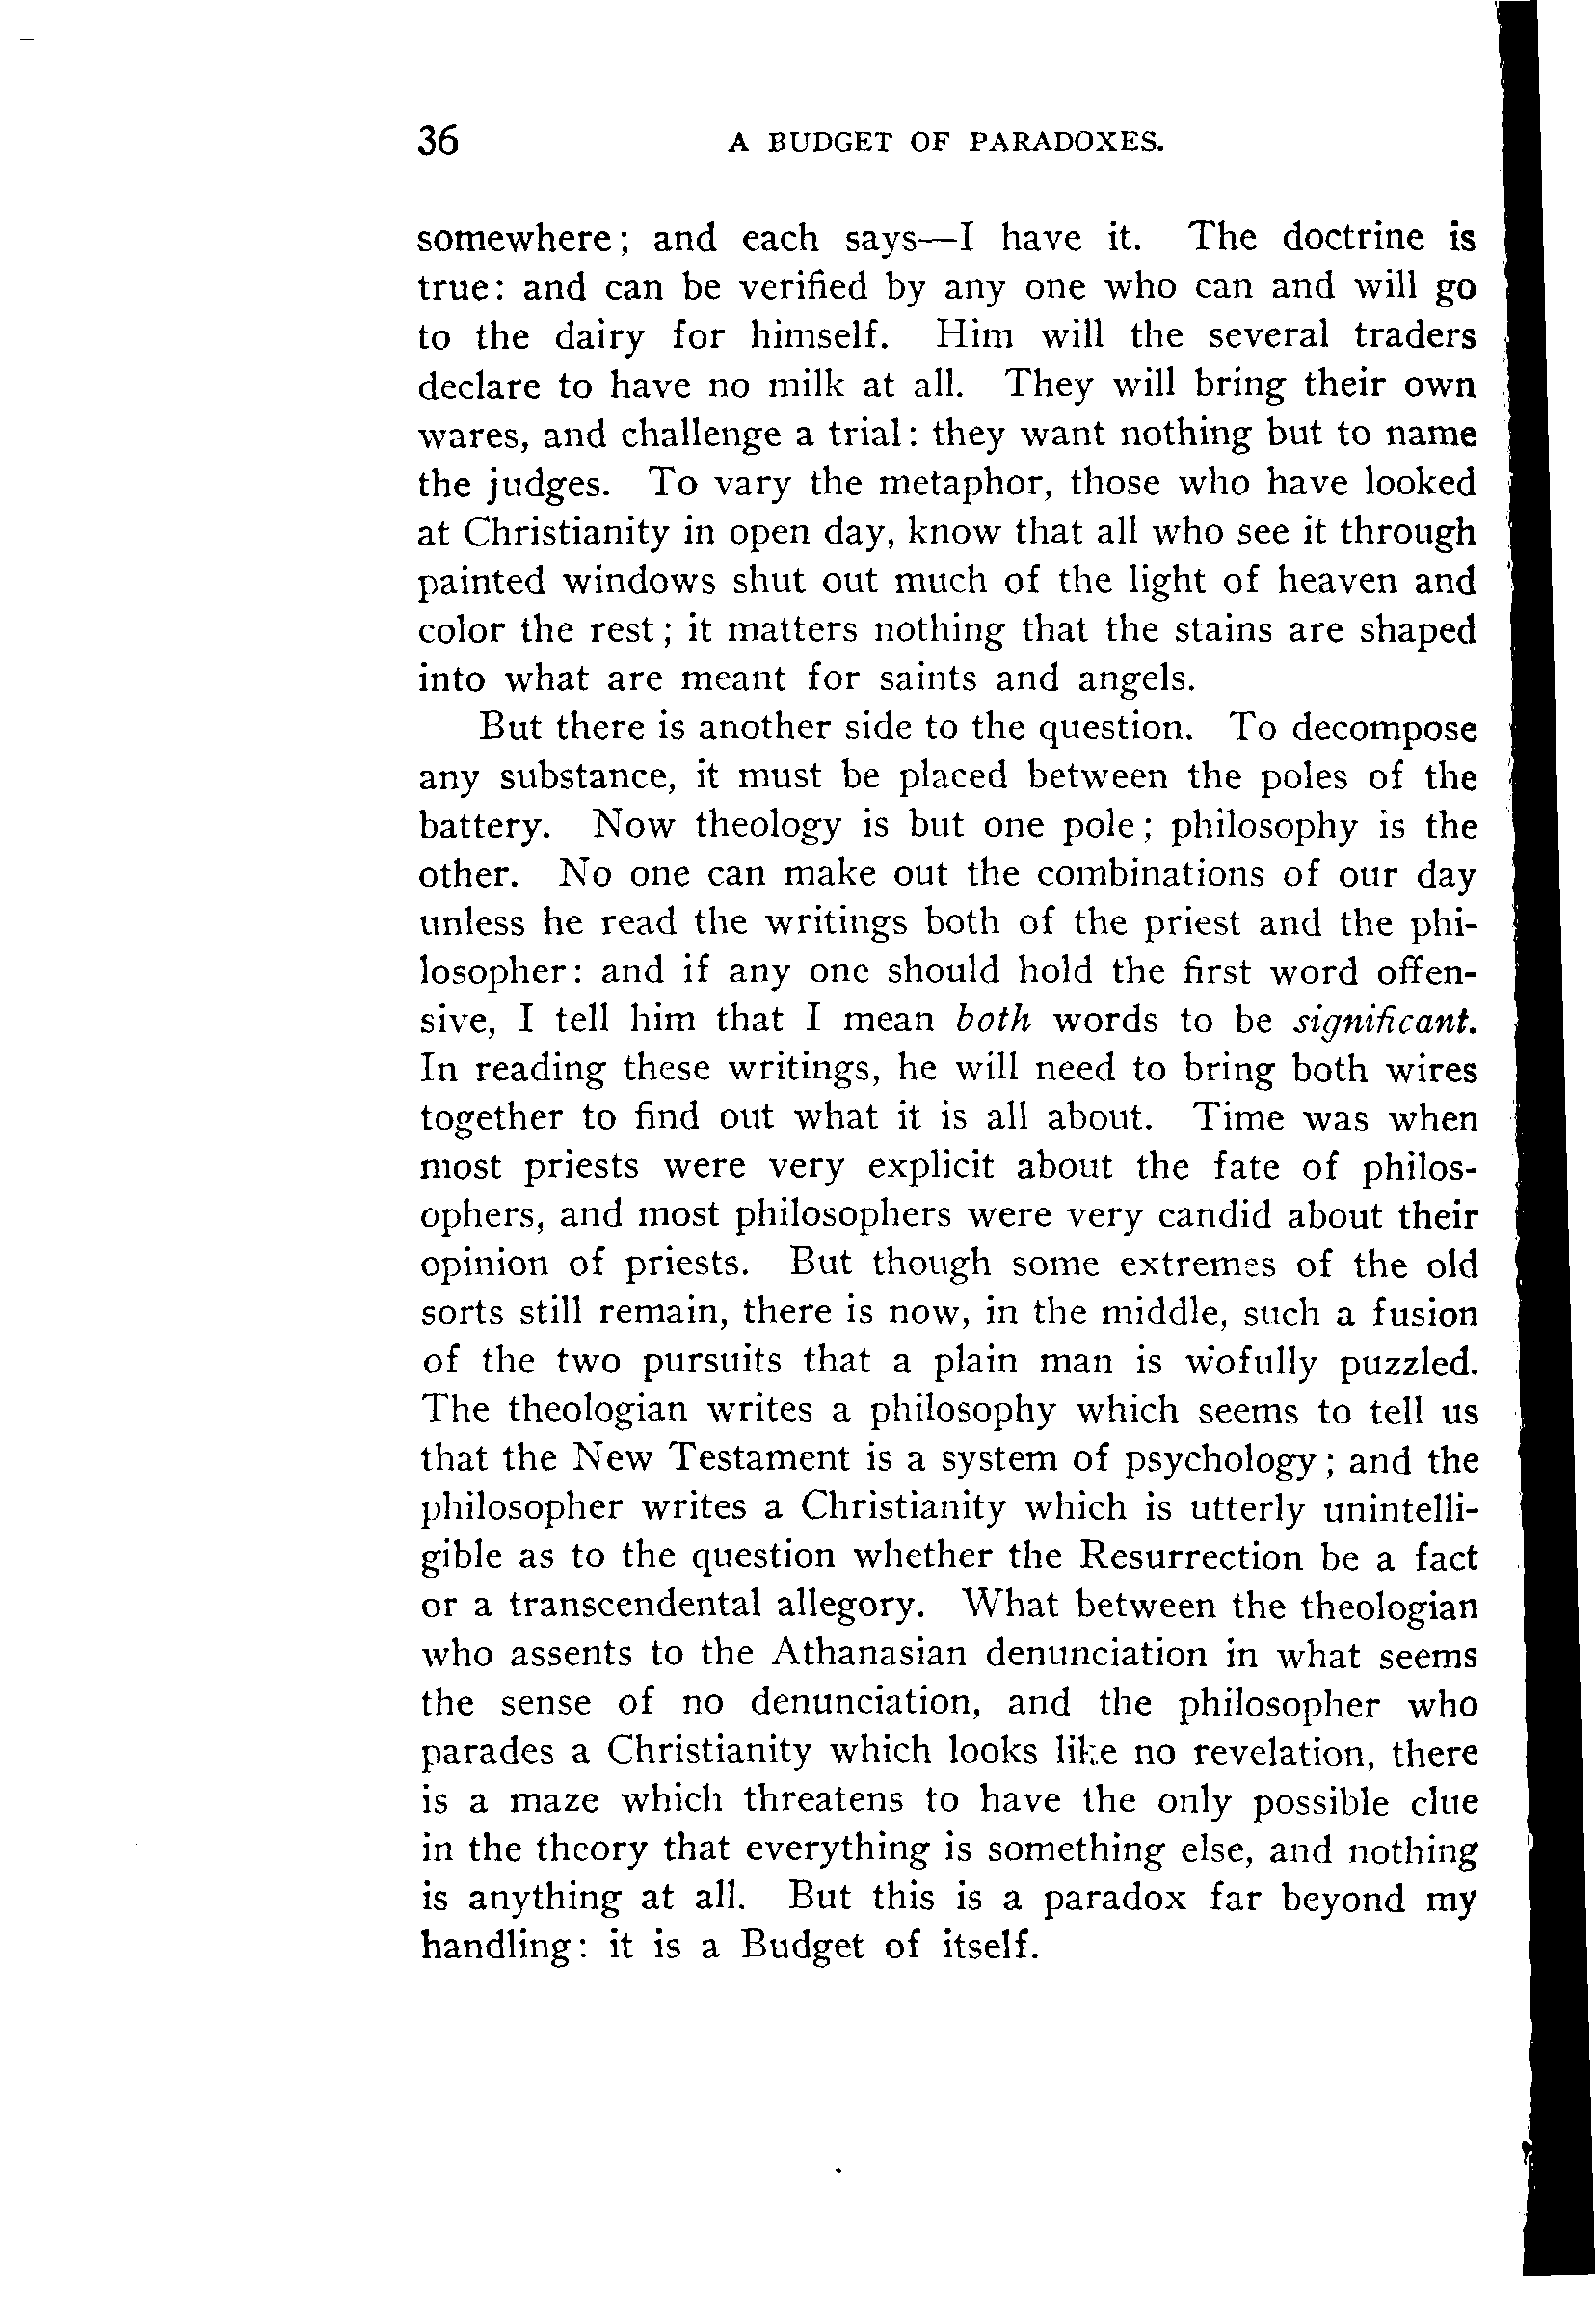 36 A BUDGET OF PARADOXES.
somewhere; and each says—I have it. The doctrine is
true: and can be verified by any one who can and will go
to the dairy for himself. Him will the several traders
declare to have no milk at all. They will bring their own
wares, and challenge a trial: they want nothing but to name
the judges. To vary the metaphor, those who have looked
at Christianity in open day, know that all who see it through
painted windows shut out much of the light of heaven and
color the rest; it matters nothing that the stains are shaped
into what are meant for saints and angels.
But there is another side to the question. To decompose
any substance, it must be placed between the poles of the
battery. Now theology is but one pole; philosophy is the
other. No one can make out the combinations of our day
unless he read the writings both of the priest and the phi-
losopher: and if any one should hold the first word offen-
sive, I tell him that I mean both words to be significant.
In reading these writings, he will need to bring both wires
together to find out what it is all about. Time was when
most priests were very explicit about the fate of philos-
ophers, and most philosophers were very candid about their
opinion of priests. But though some extremes of the old
sorts still remain, there is now, in the middle, such a fusion
of the two pursuits that a plain man is wofully puzzled.
The theologian writes a philosophy which seems to tell us
that the New Testament is a system of psychology; and the
philosopher writes a Christianity which is utterly unintelli-
gible as to the question whether the Resurrection be a fact
or a transcendental allegory. What between the theologian
who assents to the Athanasian denunciation in what seems
the sense of no denunciation, and the philosopher who
parades a Christianity which looks like no revelation, there
is a maze which threatens to have the only possible clue
in the theory that everything is something else, and nothing
is anything at all. But this is a paradox far beyond my
handling: it is a Budget of itself.